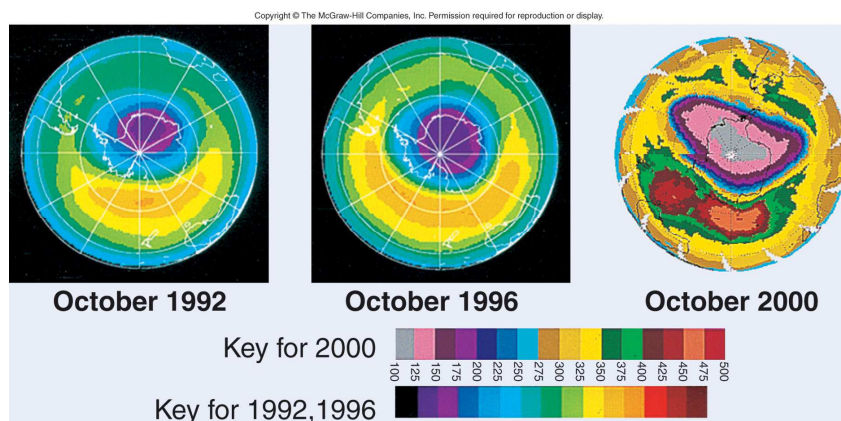 Copyright © The McGraw-Hill Companies, Inc. Permission required for reproduction or display.
October 1992 October 1996 October 2000
Key for 2000
100 125 150 175 200 225 250 275 300 325 350 375 400 425 450 475 500
Key for 1992,1996